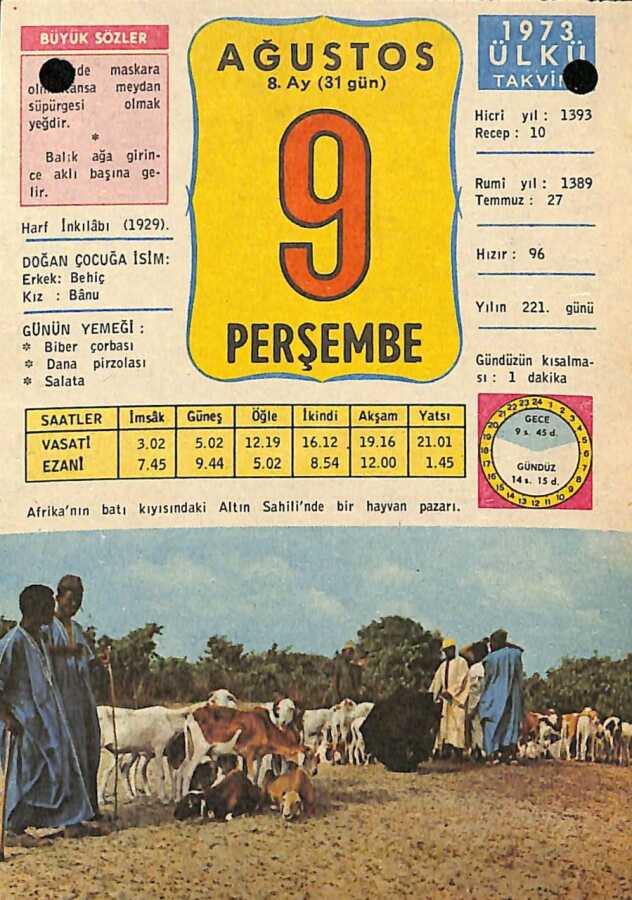 BÜYÜK SÖZLER
de maskara
meydan
süpürgesi olmak
yeğdir.
*
Balık ağa girin-
ce aklı başına ge-
lir.
Harf İnkılâbı (1929).
DOĞAN ÇOCUĞA İSİM:
Erkek: Behiç
Kız : Bânu
GÜNÜN YEMEĞİ :
* Biber çorbası
* Dana pirzolası
* Salata
AĞUSTOS
8. Ay (31 gün)
9
PERŞEMBE
1973
ÜLKÜ
Hicri yıl : 1393
Recep : 10
Rumî yıl : 1389
Temmuz : 27
Hızır : 96
Yılın 221. günü
Gündüzün kısalma-
sı : 1 dakika
SAATLER İmsâk Güneş Öğle İkindi Akşam Yatsı
VASATİ 3.02 5.02 12.19 16.12 19.16 21.01
EZANİ 7.45 9.44 5.02 8.54 12.00 1.45
GECE
9 s. 45 d.
GÜNDÜZ
14 s. 15 d.
Afrika'nın batı kıyısındaki Altın Sahili'nde bir hayvan pazarı.